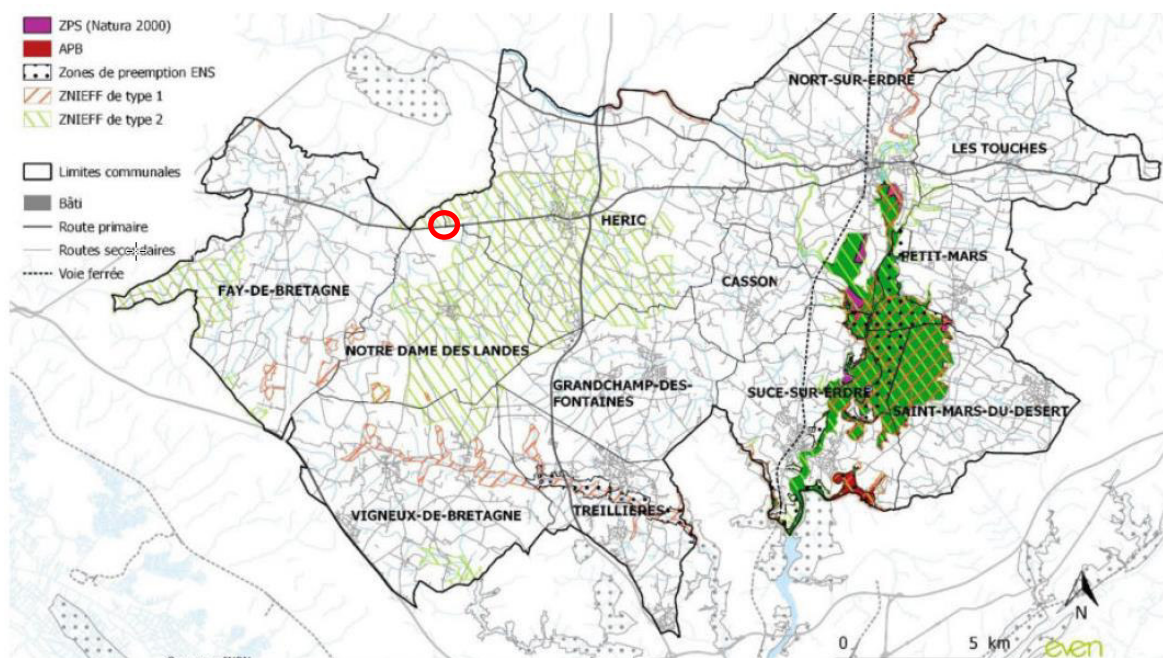 ZPS (Natura 2000)
APB
Zones de preemption ENS
ZNIEFF de type 1
ZNIEFF de type 2
Limites communales
Bâti
Route primaire
Routes secondaires
Voie ferrée
NORT-SUR-ERDRE
LES TOUCHES
HERIC
PETIT-MARS
CASSON
FAY-DE-BRETAGNE
NOTRE DAME DES LANDES
GRANDCHAMP-DES-
FONTAINES
SUCE-SUR-ERDRE
SAINT-MARS-DU-DESERT
VIGNEUX-DE-BRETAGNE
TREILLIERES
N
0 5 km
even